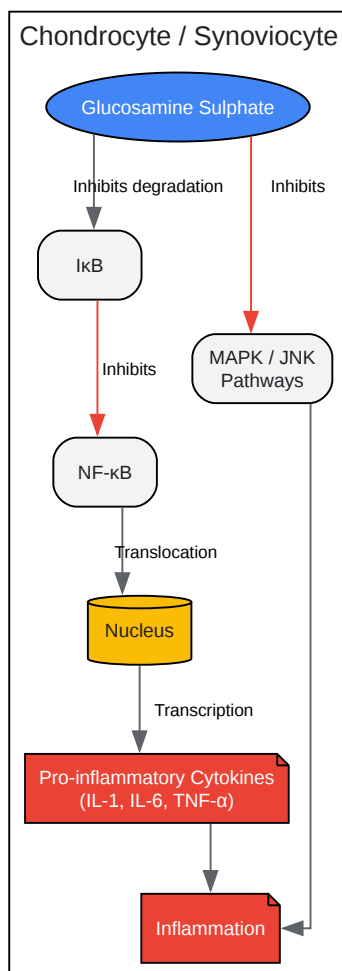 Chondrocyte / Synoviocyte
Glucosamine Sulphate
Inhibits degradation
Inhibits
IκB
MAPK / JNK
Pathways
Inhibits
NF-κB
Translocation
Nucleus
Transcription
Pro-inflammatory Cytokines
(IL-1, IL-6, TNF-α)
Inflammation